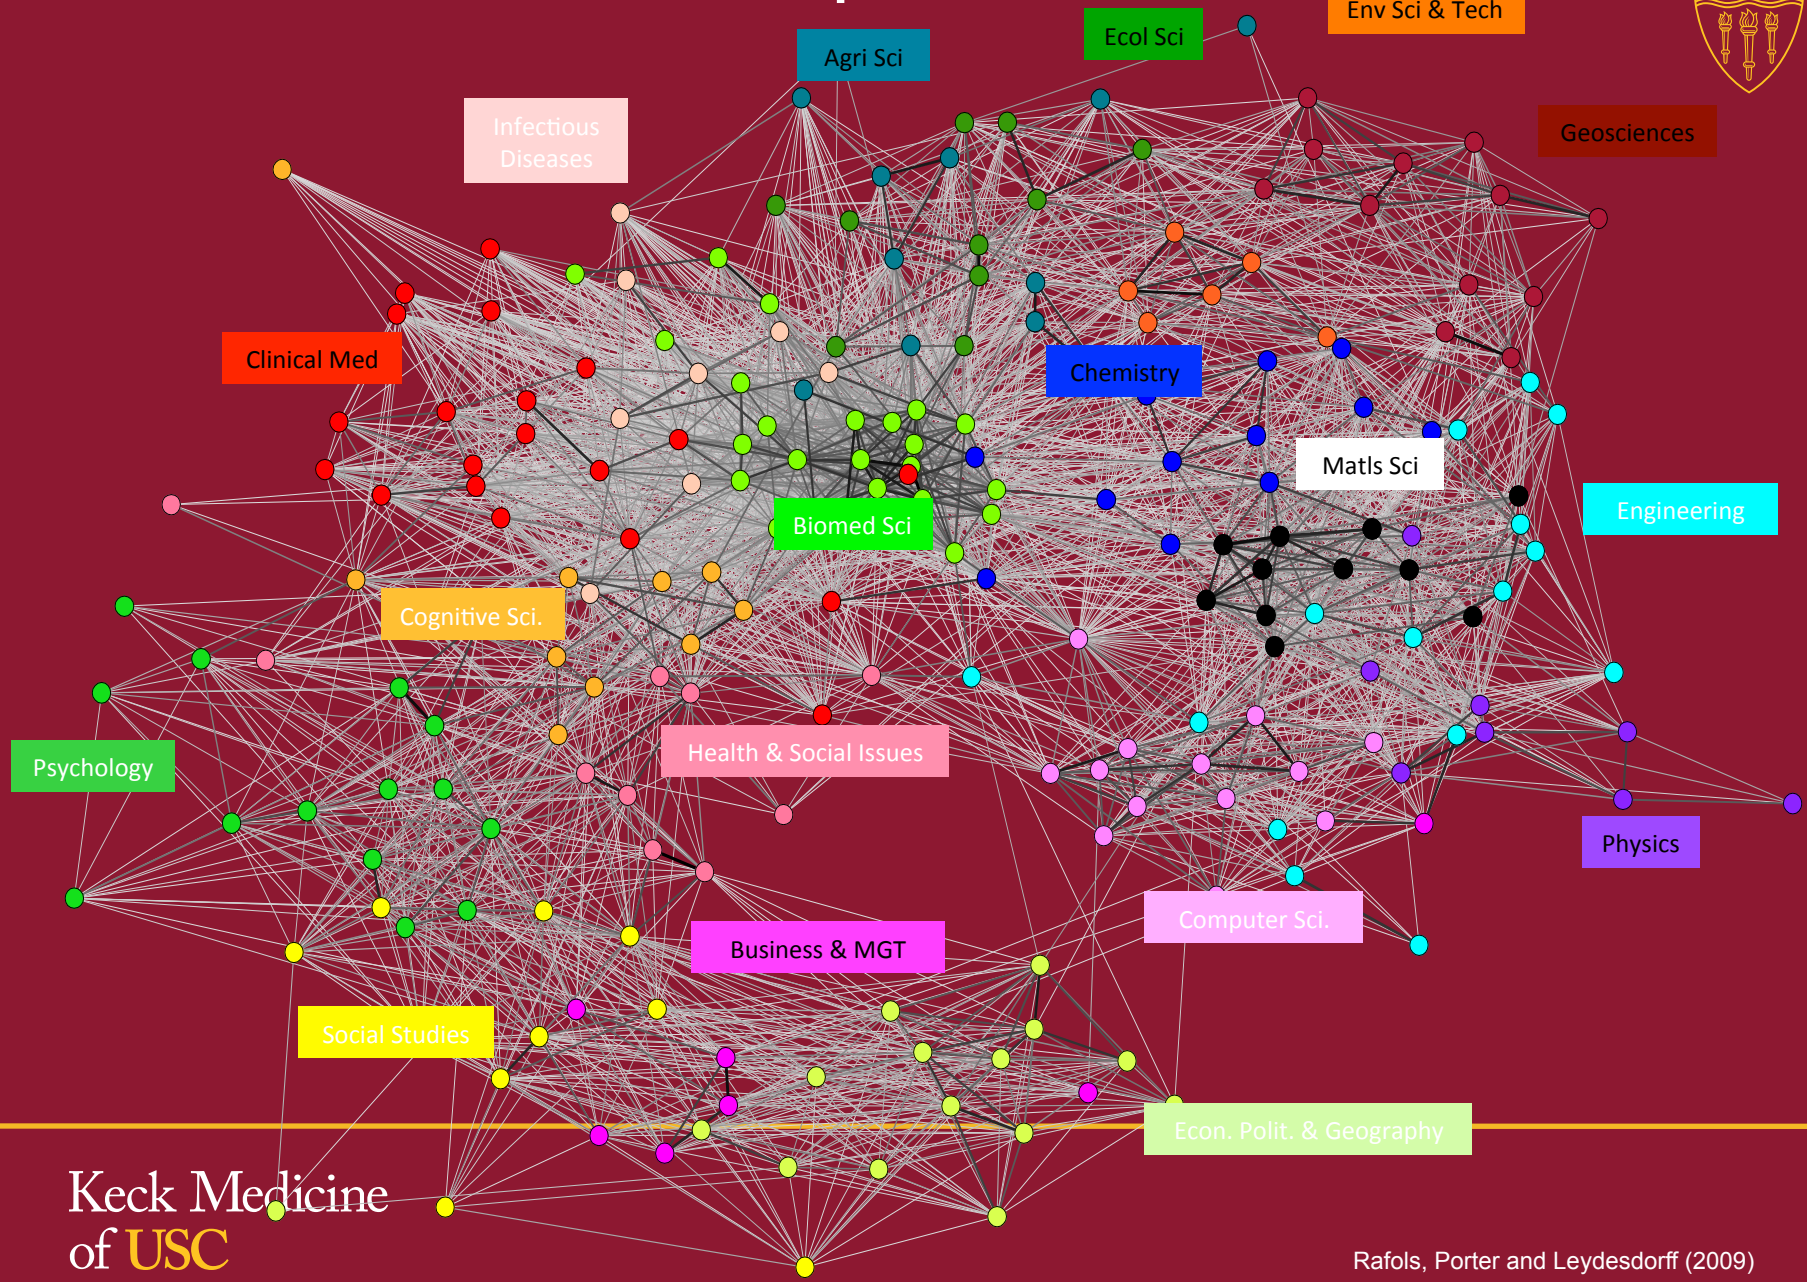 Env Sci & Tech
Ecol Sci
Agri Sci
Infectious
Diseases
Geosciences
Clinical Med
Chemistry
Matls Sci
Engineering
Biomed Sci
Cognitive Sci.
Psychology
Health & Social Issues
Physics
Computer Sci.
Business & MGT
Social Studies
Econ. Polit. & Geography
Keck Medicine
of USC
Rafols, Porter and Leydesdorff (2009)